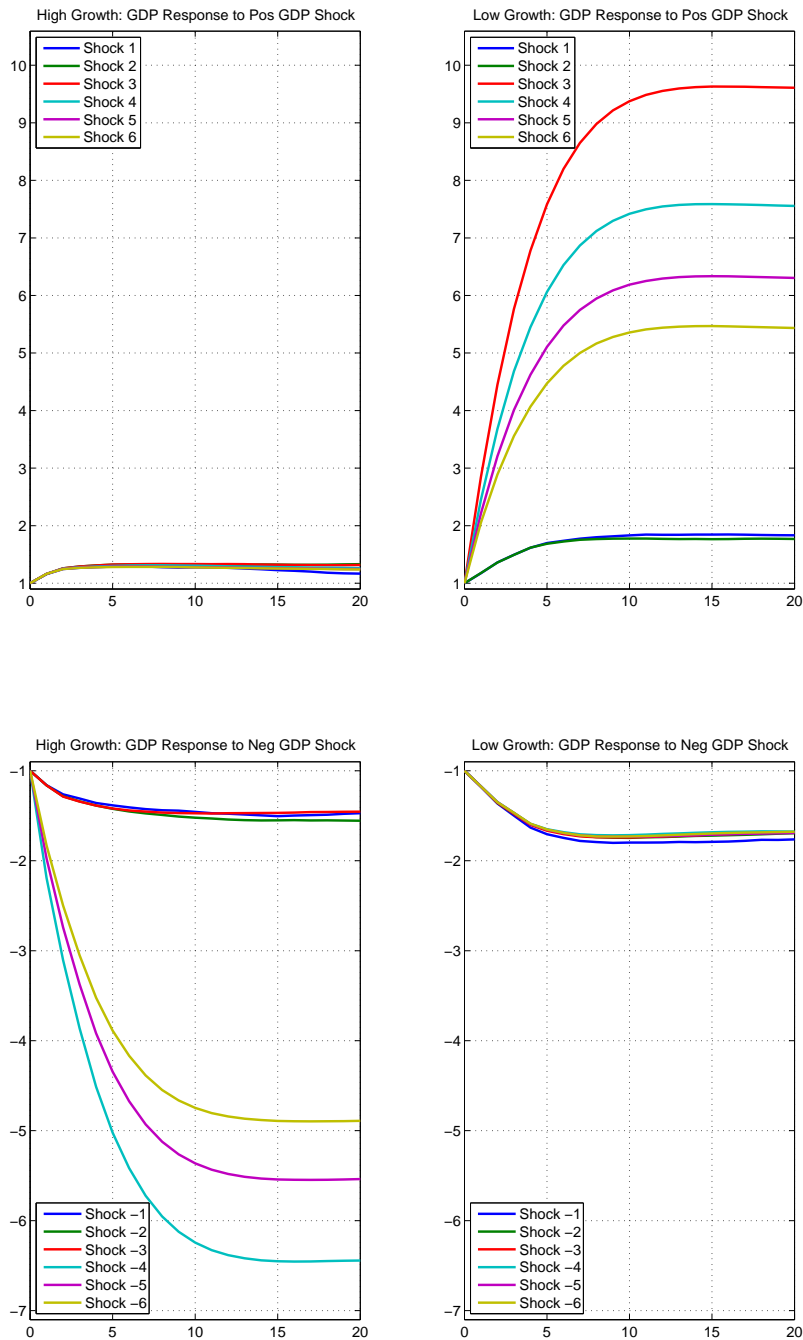 High Growth: GDP Response to Pos GDP Shock
Shock 1
Shock 2
Shock 3
Shock 4
Shock 5
Shock 6
10
9
8
7
6
5
4
3
2
1
0
5
10
15
20
Low Growth: GDP Response to Pos GDP Shock
Shock 1
Shock 2
Shock 3
Shock 4
Shock 5
Shock 6
10
9
8
7
6
5
4
3
2
1
0
5
10
15
20
High Growth: GDP Response to Neg GDP Shock
−1
−2
−3
−4
−5
−6
−7
Shock −1
Shock −2
Shock −3
Shock −4
Shock −5
Shock −6
0
5
10
15
20
Low Growth: GDP Response to Neg GDP Shock
−1
−2
−3
−4
−5
−6
−7
Shock −1
Shock −2
Shock −3
Shock −4
Shock −5
Shock −6
0
5
10
15
20